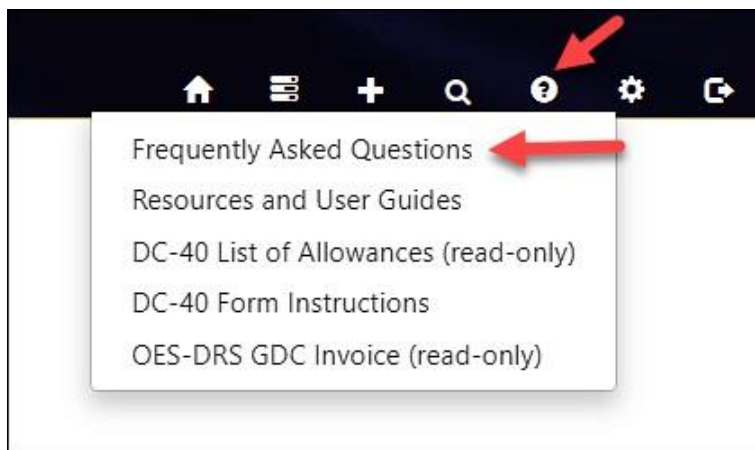 Frequently Asked Questions
Resources and User Guides
DC-40 List of Allowances (read-only)
DC-40 Form Instructions
OES-DRS GDC Invoice (read-only)